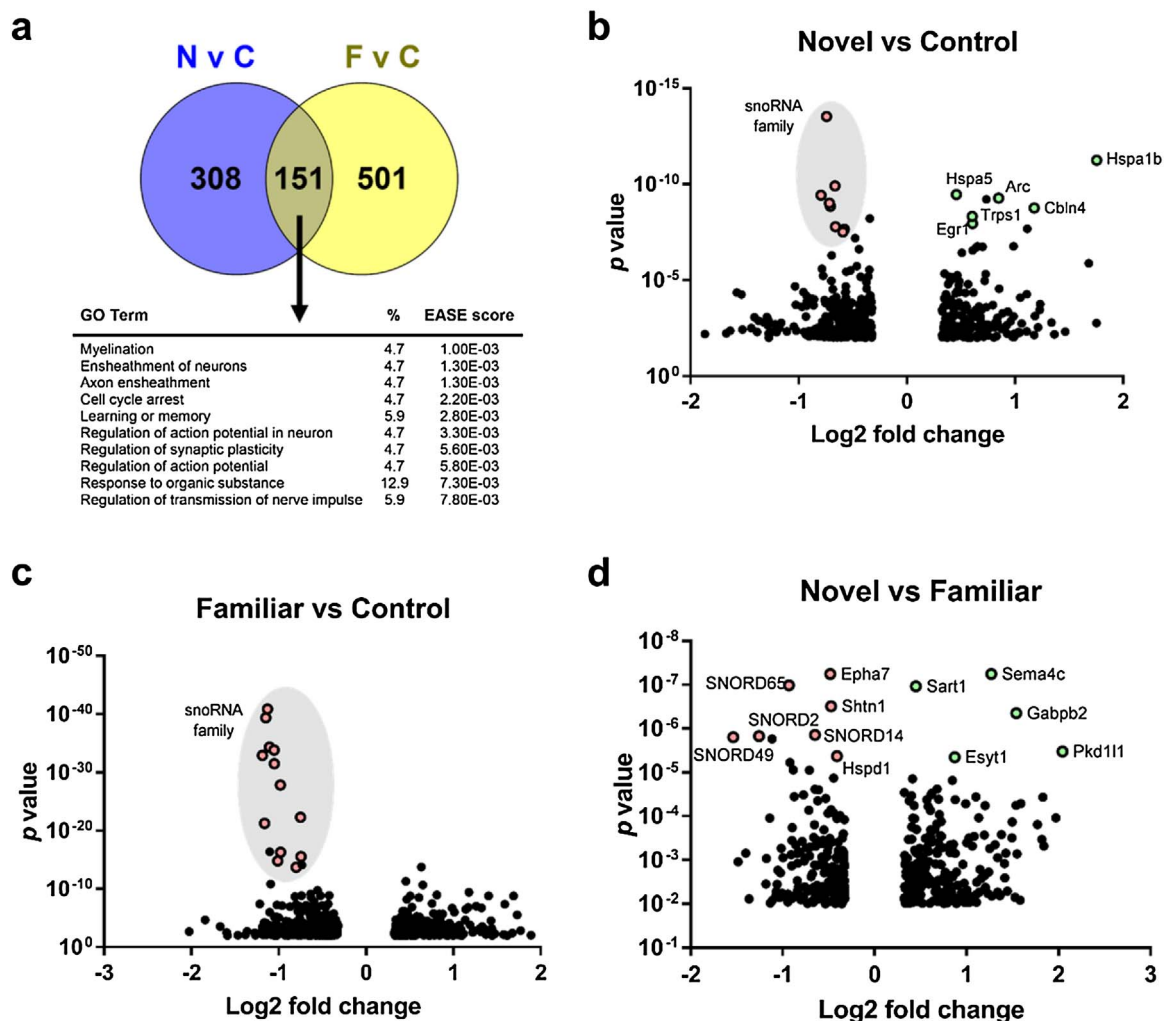 a
N v C
F v C
308
151
501
GO Term % EASE score
Myelination 4.7 1.00E-03
Ensheathment of neurons 4.7 1.30E-03
Axon ensheathment 4.7 1.30E-03
Cell cycle arrest 4.7 2.20E-03
Learning or memory 5.9 2.80E-03
Regulation of action potential in neuron 4.7 3.30E-03
Regulation of synaptic plasticity 4.7 5.60E-03
Regulation of action potential 4.7 5.80E-03
Response to organic substance 12.9 7.30E-03
Regulation of transmission of nerve impulse 5.9 7.80E-03
b
Novel vs Control
p value
10-15
10-10
10-5
100
snoRNA
family
Hspa1b
Hspa5
Arc
Trps1
Cbln4
Egr1
-2 -1 0 1 2
Log2 fold change
c
Familiar vs Control
p value
10-50
10-40
10-30
10-20
10-10
100
snoRNA
family
-3 -2 -1 0 1 2
Log2 fold change
d
Novel vs Familiar
p value
10-8
10-7
10-6
10-5
10-4
10-3
10-2
10-1
Epha7
Sema4c
SNORD65
Sart1
Shtn1
Gabpb2
SNORD2
SNORD14
SNORD49
Hspd1
Esyt1
Pkd1l1
-2 -1 0 1 2 3
Log2 fold change